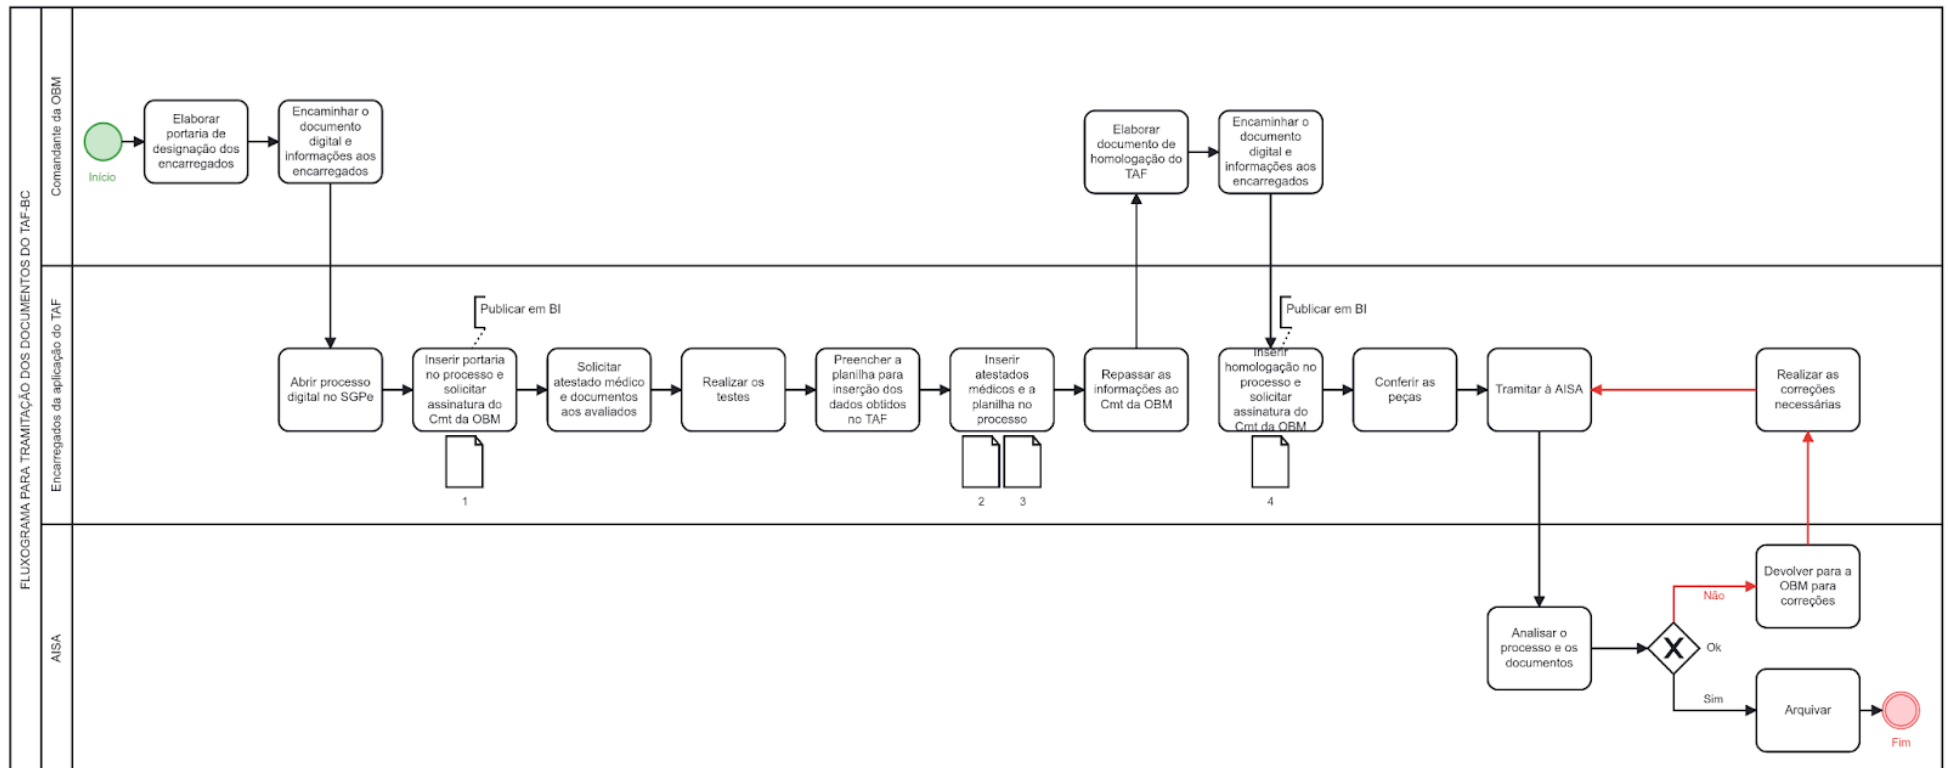 FLUXOGRAMA PARA TRAMITAÇÃO DOS DOCUMENTOS DO TAF-BC
Comandante da OBM
Início
Elaborar
portaria de
designação dos
encarregados
Encaminhar o
documento
digital e
informações aos
encarregados
Elaborar
documento de
homologação do
TAF
Encaminhar o
documento
digital e
informações aos
encarregados
Encarregados da aplicação do TAF
Abrir processo
digital no SGPe
Publicar em BI
Inserir portaria
no processo e
solicitar
assinatura do
Cmt da OBM
1
Solicitar
atestado médico
e documentos
aos avaliados
Realizar os
testes
Preencher a
planilha para
inserção dos
dados obtidos
no TAF
Inserir
atestados
médicos e a
planilha no
processo
2
3
Repassar as
informações ao
Cmt da OBM
Publicar em BI
Inserir
homologação no
processo e
solicitar
assinatura do
Cmt da OBM
4
Conferir as
peças
Tramitar à AISA
Realizar as
correções
necessárias
AISA
Analisar o
processo e os
documentos
Ok
Não
Devolver para a
OBM para
correções
Sim
Arquivar
Fim